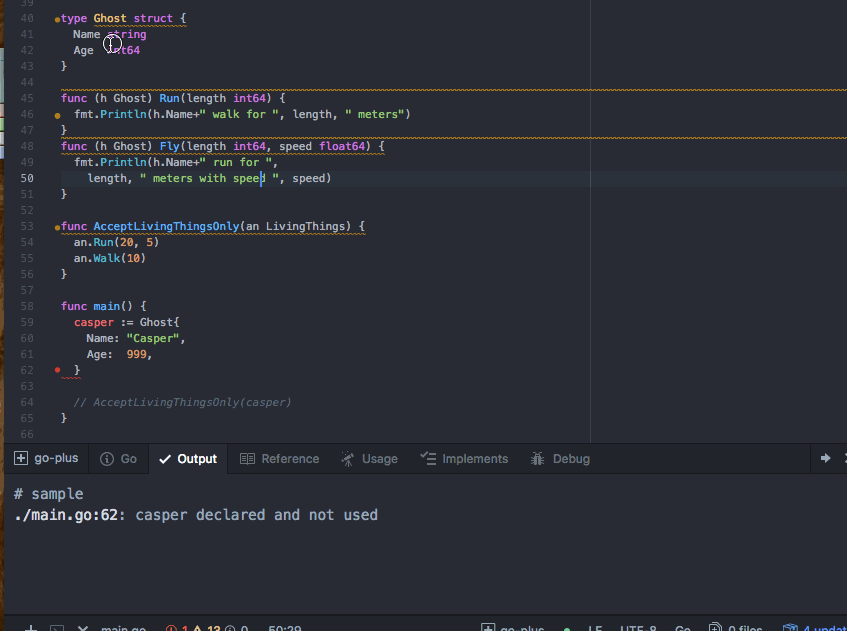 39
40 type Ghost struct {
41 Name string
42 Age int64
43 }
44
45 func (h Ghost) Run(length int64) {
46 fmt.Println(h.Name+" walk for ", length, " meters")
47 }
48 func (h Ghost) Fly(length int64, speed float64) {
49 fmt.Println(h.Name+" run for ",
50 length, " meters with speed ", speed)
51 }
52
53 func AcceptLivingThingsOnly(an LivingThings) {
54 an.Run(20, 5)
55 an.Walk(10)
56 }
57
58 func main() {
59 casper := Ghost{
60 Name: "Casper",
61 Age: 999,
62 }
63
64 // AcceptLivingThingsOnly(casper)
65 }
66
go-plus Go Output Reference Usage Implements Debug
# sample
./main.go:62: casper declared and not used
main.go 1 13 0 50:29 go-plus LF UTF-8 Go 0 files 4 updat